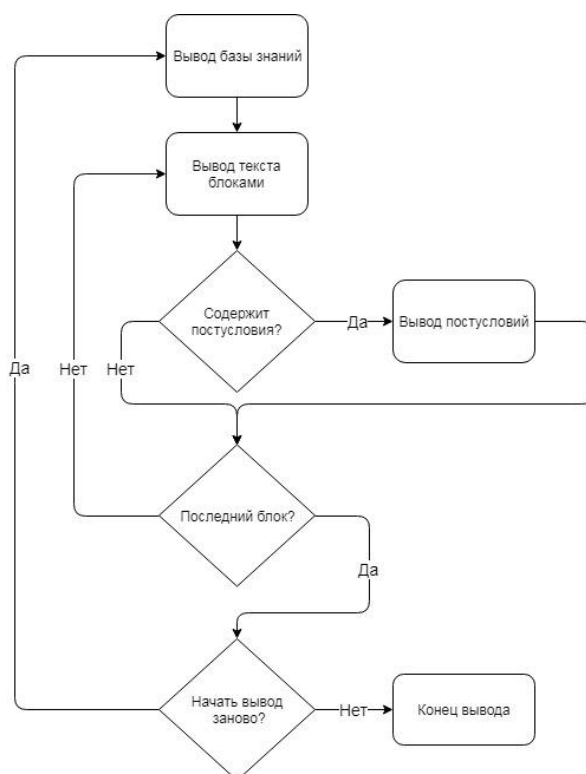 Вывод базы знаний
Вывод текста
блоками
Содержит
постусловия?
Да
Вывод постусловий
Да
Нет
Нет
Последний блок?
Да
Начать вывод
заново?
Нет
Конец вывода